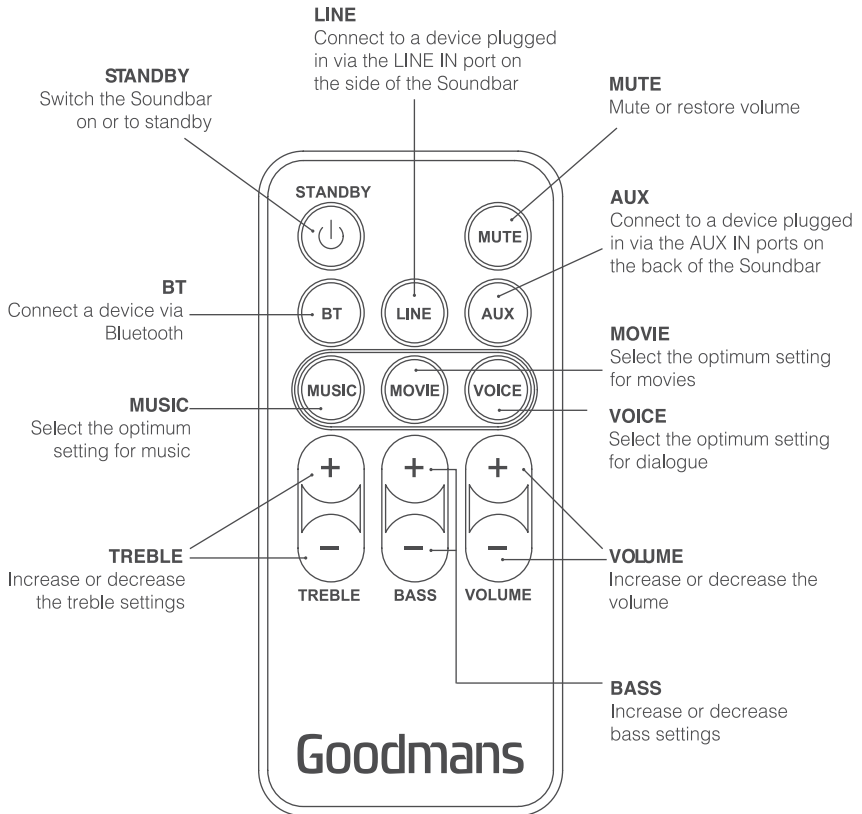 LINE
Connect to a device plugged
in via the LINE IN port on
the side of the Soundbar
STANDBY
Switch the Soundbar
on or to standby
MUTE
Mute or restore volume
AUX
Connect to a device plugged
in via the AUX IN ports on
the back of the Soundbar
BT
Connect a device via
Bluetooth
MOVIE
Select the optimum setting
for movies
MUSIC
Select the optimum
setting for music
VOICE
Select the optimum setting
for dialogue
TREBLE
Increase or decrease
the treble settings
VOLUME
Increase or decrease the
volume
BASS
Increase or decrease
bass settings
STANDBY
MUTE
BT LINE AUX
MUSIC MOVIE VOICE
+ + +
− − −
TREBLE BASS VOLUME
Goodmans